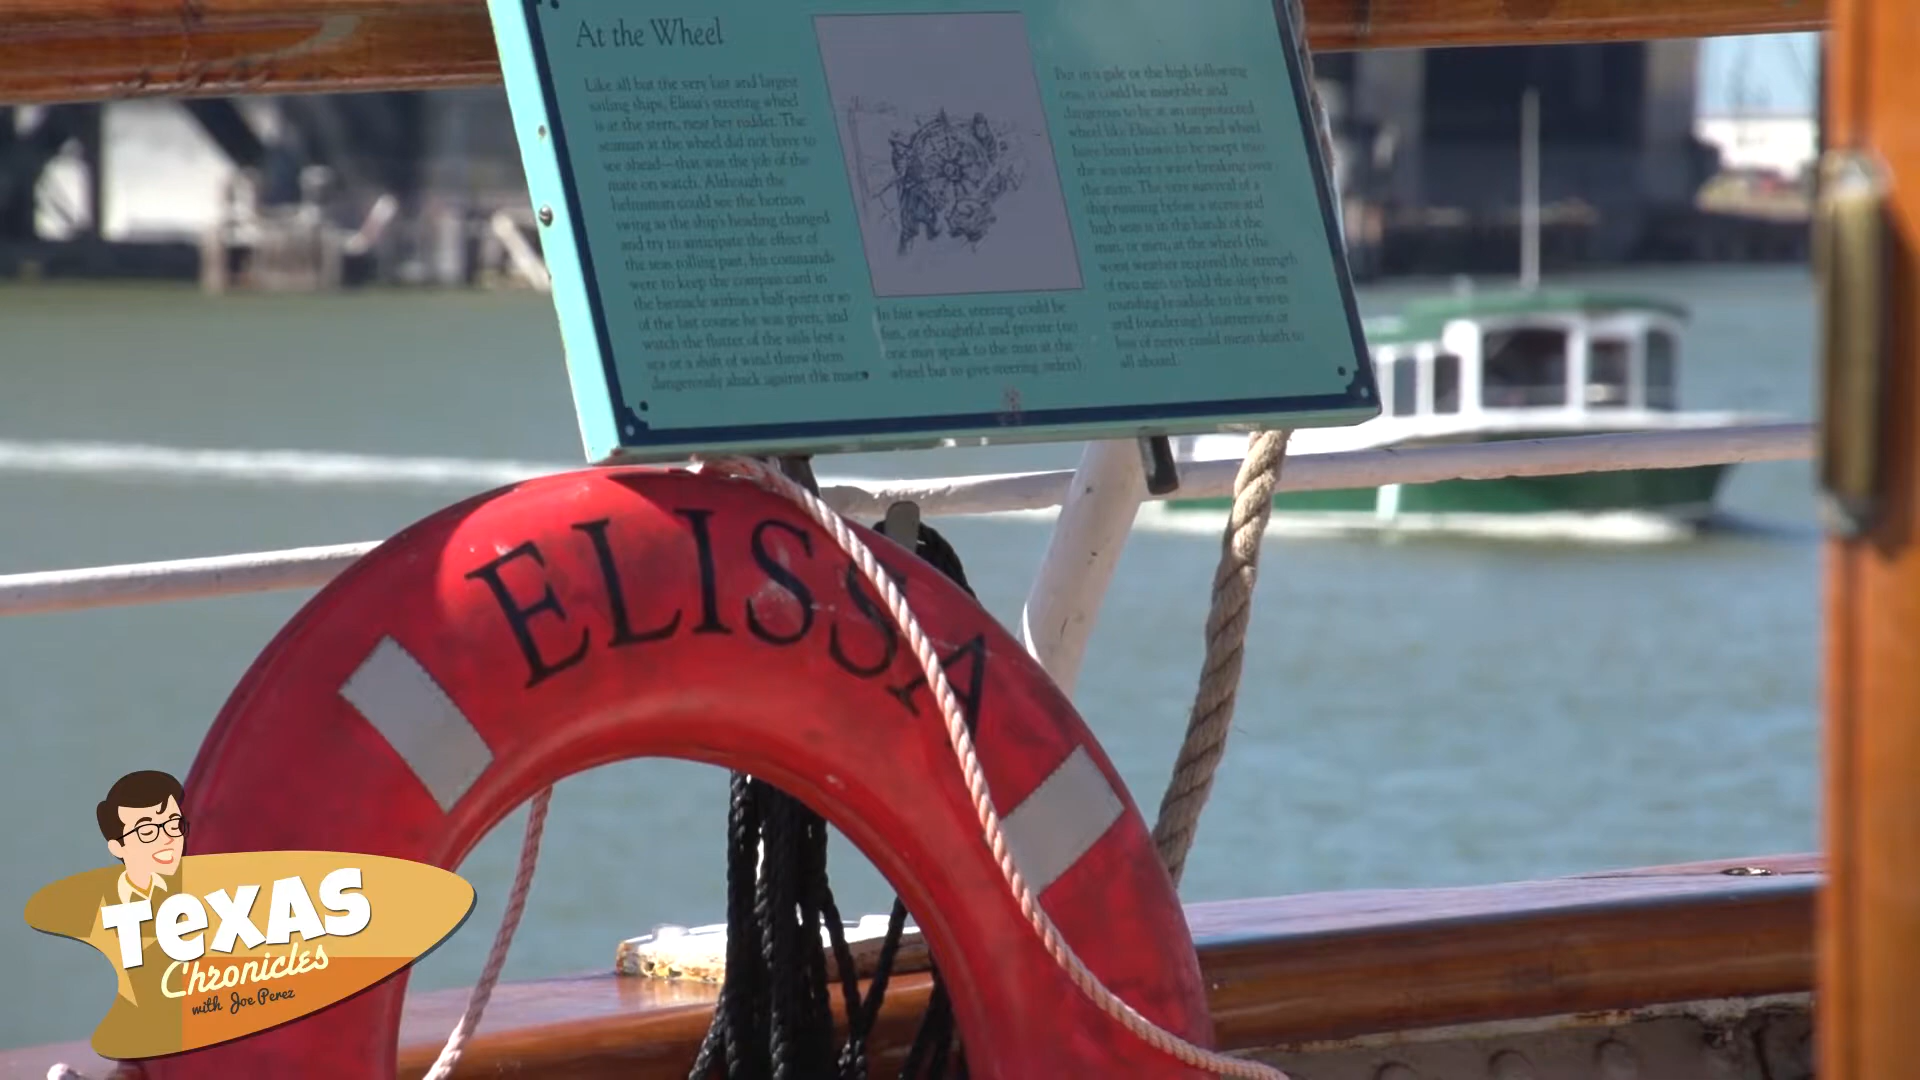 At the Wheel
Like all but the very last and largest
sailing ships, Elissa's steering wheel
is at the stern, near her rudder. The
seaman at the wheel did not have to
see ahead—that was the job of the
mate on watch. Although the
helmsman could see the horizon
swing as the ship's heading changed
and try to anticipate the effect of
the seas rolling past, his commands
were to keep the compass card in
the binnacle within a half-point or so
of the last course he was given, and
watch the flutter of the sails lest a
sea or a shift of wind throw them
dangerously aback against the mast.
In fair weather, steering could be
fun, or thoughtful and private (no
one may speak to the man at the
wheel but to give steering orders)
But in a gale or the high following
one, it could be miserable and
dangerous to be at an unprotected
wheel like Elissa's. Man and wheel
have been known to be swept into
the sea under a wave breaking over
the stern. The very survival of a
ship running before a storm and
high seas is in the hands of the
man, or men, at the wheel (the
worst weather required the strength
of two men to hold the ship from
rounding broadside to the waves
and foundering). Inattention or
loss of nerve could mean death to
all aboard.
ELISSA
TEXAS
Chronicles
with Joe Perez